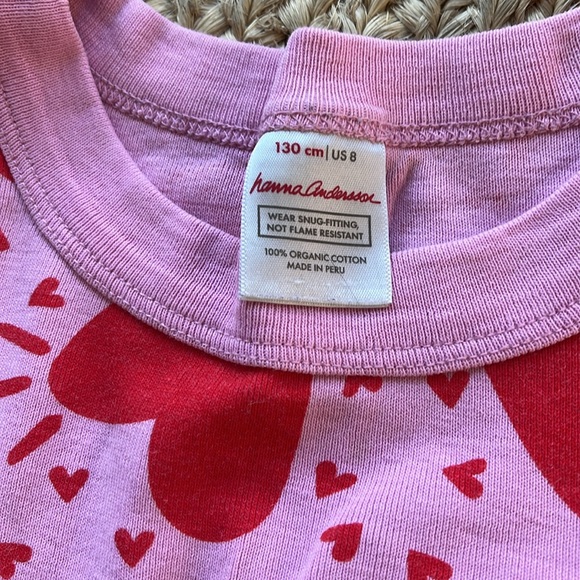 130 cm | US 8
hanna andersson
WEAR SNUG-FITTING,
NOT FLAME RESISTANT
100% ORGANIC COTTON
MADE IN PERU